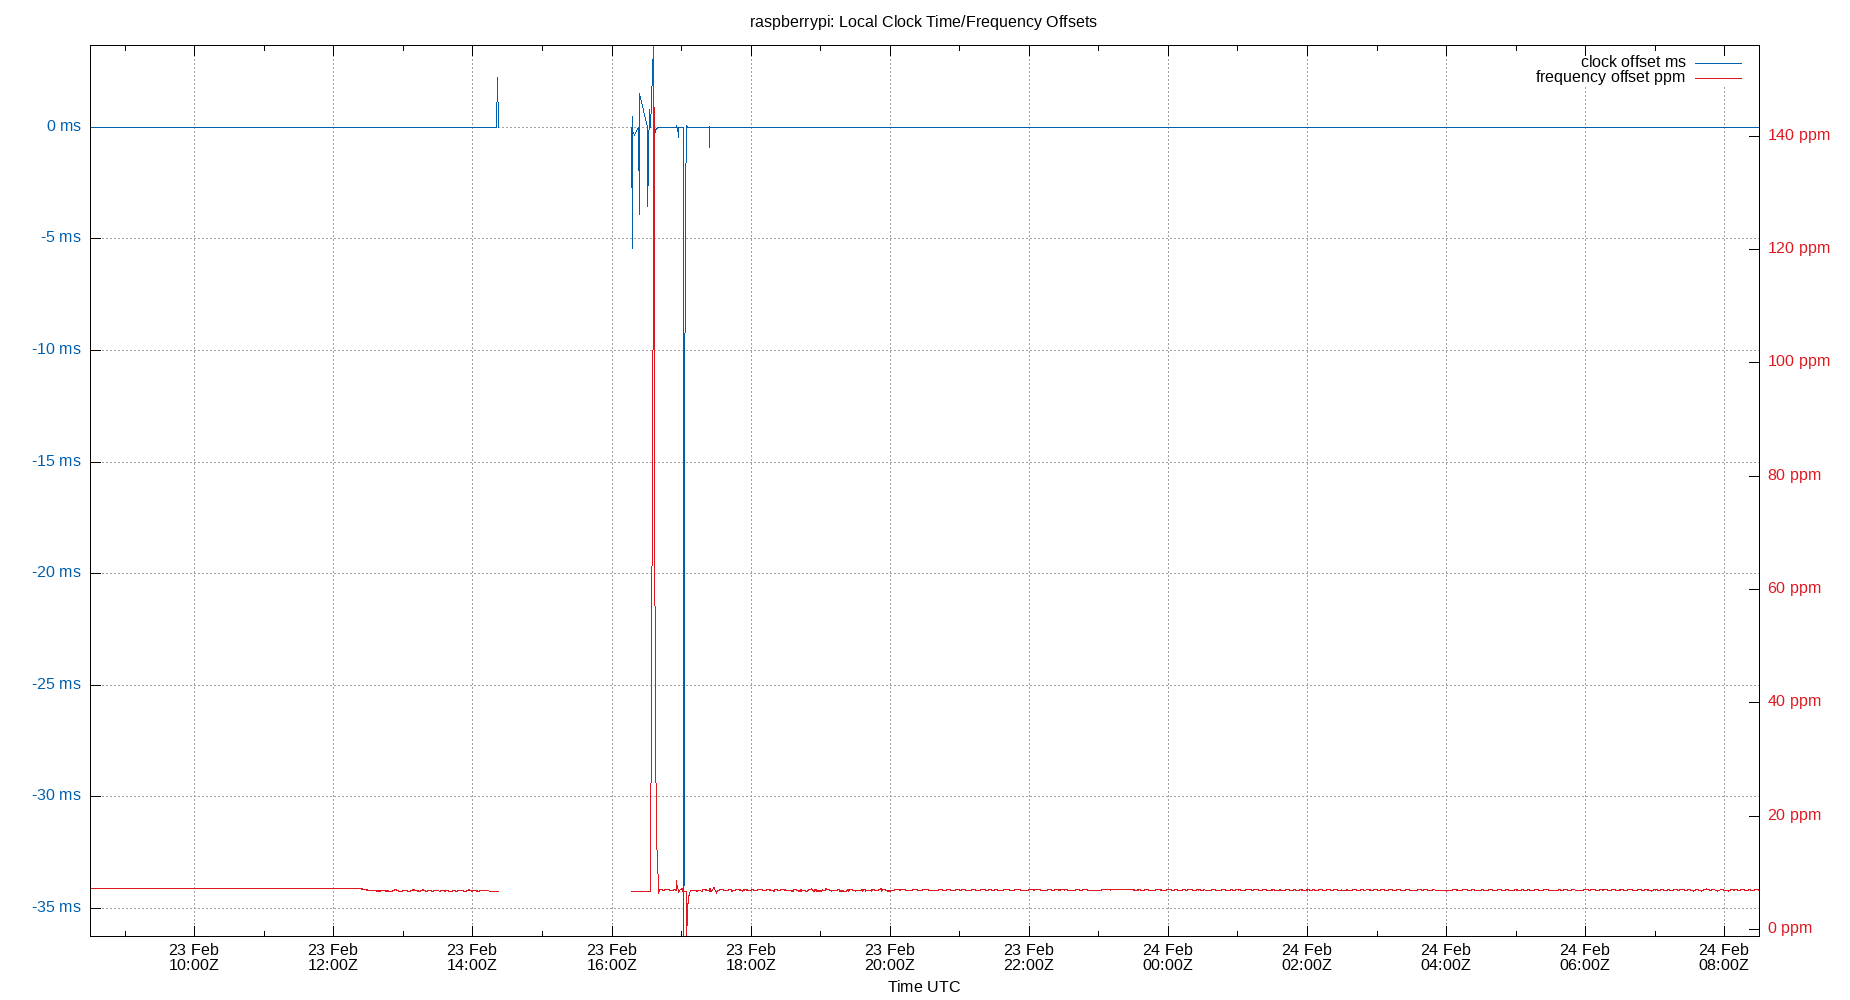 raspberrypi: Local Clock Time/Frequency Offsets
clock offset ms
frequency offset ppm
0 ms
-5 ms
-10 ms
-15 ms
-20 ms
-25 ms
-30 ms
-35 ms
140 ppm
120 ppm
100 ppm
80 ppm
60 ppm
40 ppm
20 ppm
0 ppm
23 Feb
10:00Z
23 Feb
12:00Z
23 Feb
14:00Z
23 Feb
16:00Z
23 Feb
18:00Z
23 Feb
20:00Z
23 Feb
22:00Z
24 Feb
00:00Z
24 Feb
02:00Z
24 Feb
04:00Z
24 Feb
06:00Z
24 Feb
08:00Z
Time UTC